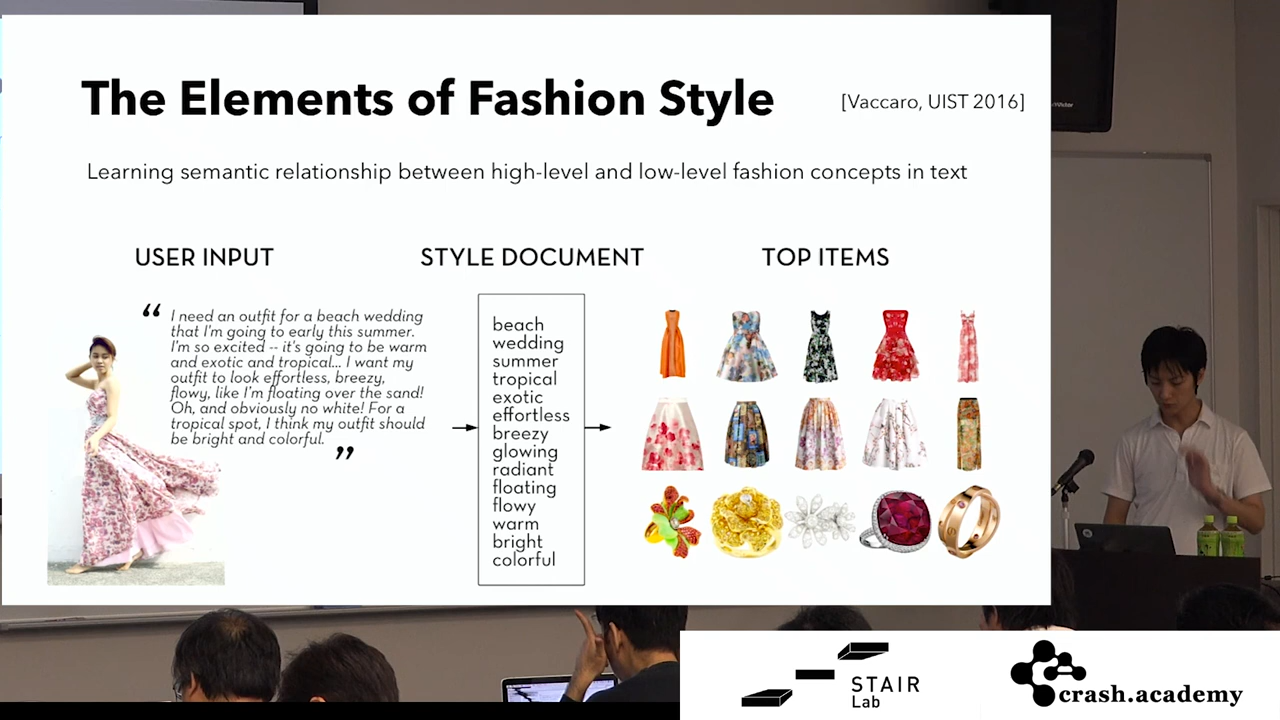 The Elements of Fashion Style
[Vaccaro, UIST 2016]
Learning semantic relationship between high-level and low-level fashion concepts in text
USER INPUT
STYLE DOCUMENT
TOP ITEMS
“ I need an outfit for a beach wedding
that I'm going to early this summer.
I'm so excited -- it's going to be warm
and exotic and tropical... I want my
outfit to look effortless, breezy,
flowy, like I'm floating over the sand!
Oh, and obviously no white! For a
tropical spot, I think my outfit should
be bright and colorful. ”
beach
wedding
summer
tropical
exotic
effortless
breezy
glowing
radiant
floating
flowy
warm
bright
colorful
STAIR
Lab
crash.academy